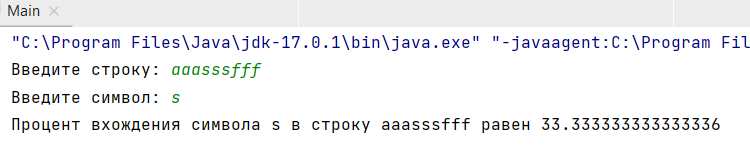 Main ×
"C:\Program Files\Java\jdk-17.0.1\bin\java.exe" "-javaagent:C:\Program Fil
Введите строку: aaasssfff
Введите символ: s
Процент вхождения символа s в строку aaasssfff равен 33.333333333333336